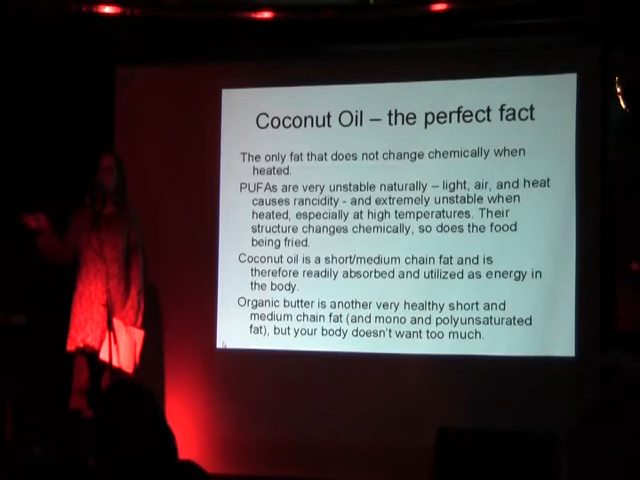 Coconut Oil – the perfect fact
The only fat that does not change chemically when
heated.
PUFAs are very unstable naturally – light, air, and heat
causes rancidity - and extremely unstable when
heated, especially at high temperatures. Their
structure changes chemically, so does the food
being fried.
Coconut oil is a short/medium chain fat and is
therefore readily absorbed and utilized as energy in
the body.
Organic butter is another very healthy short and
medium chain fat (and mono and polyunsaturated
fat), but your body doesn't want too much.